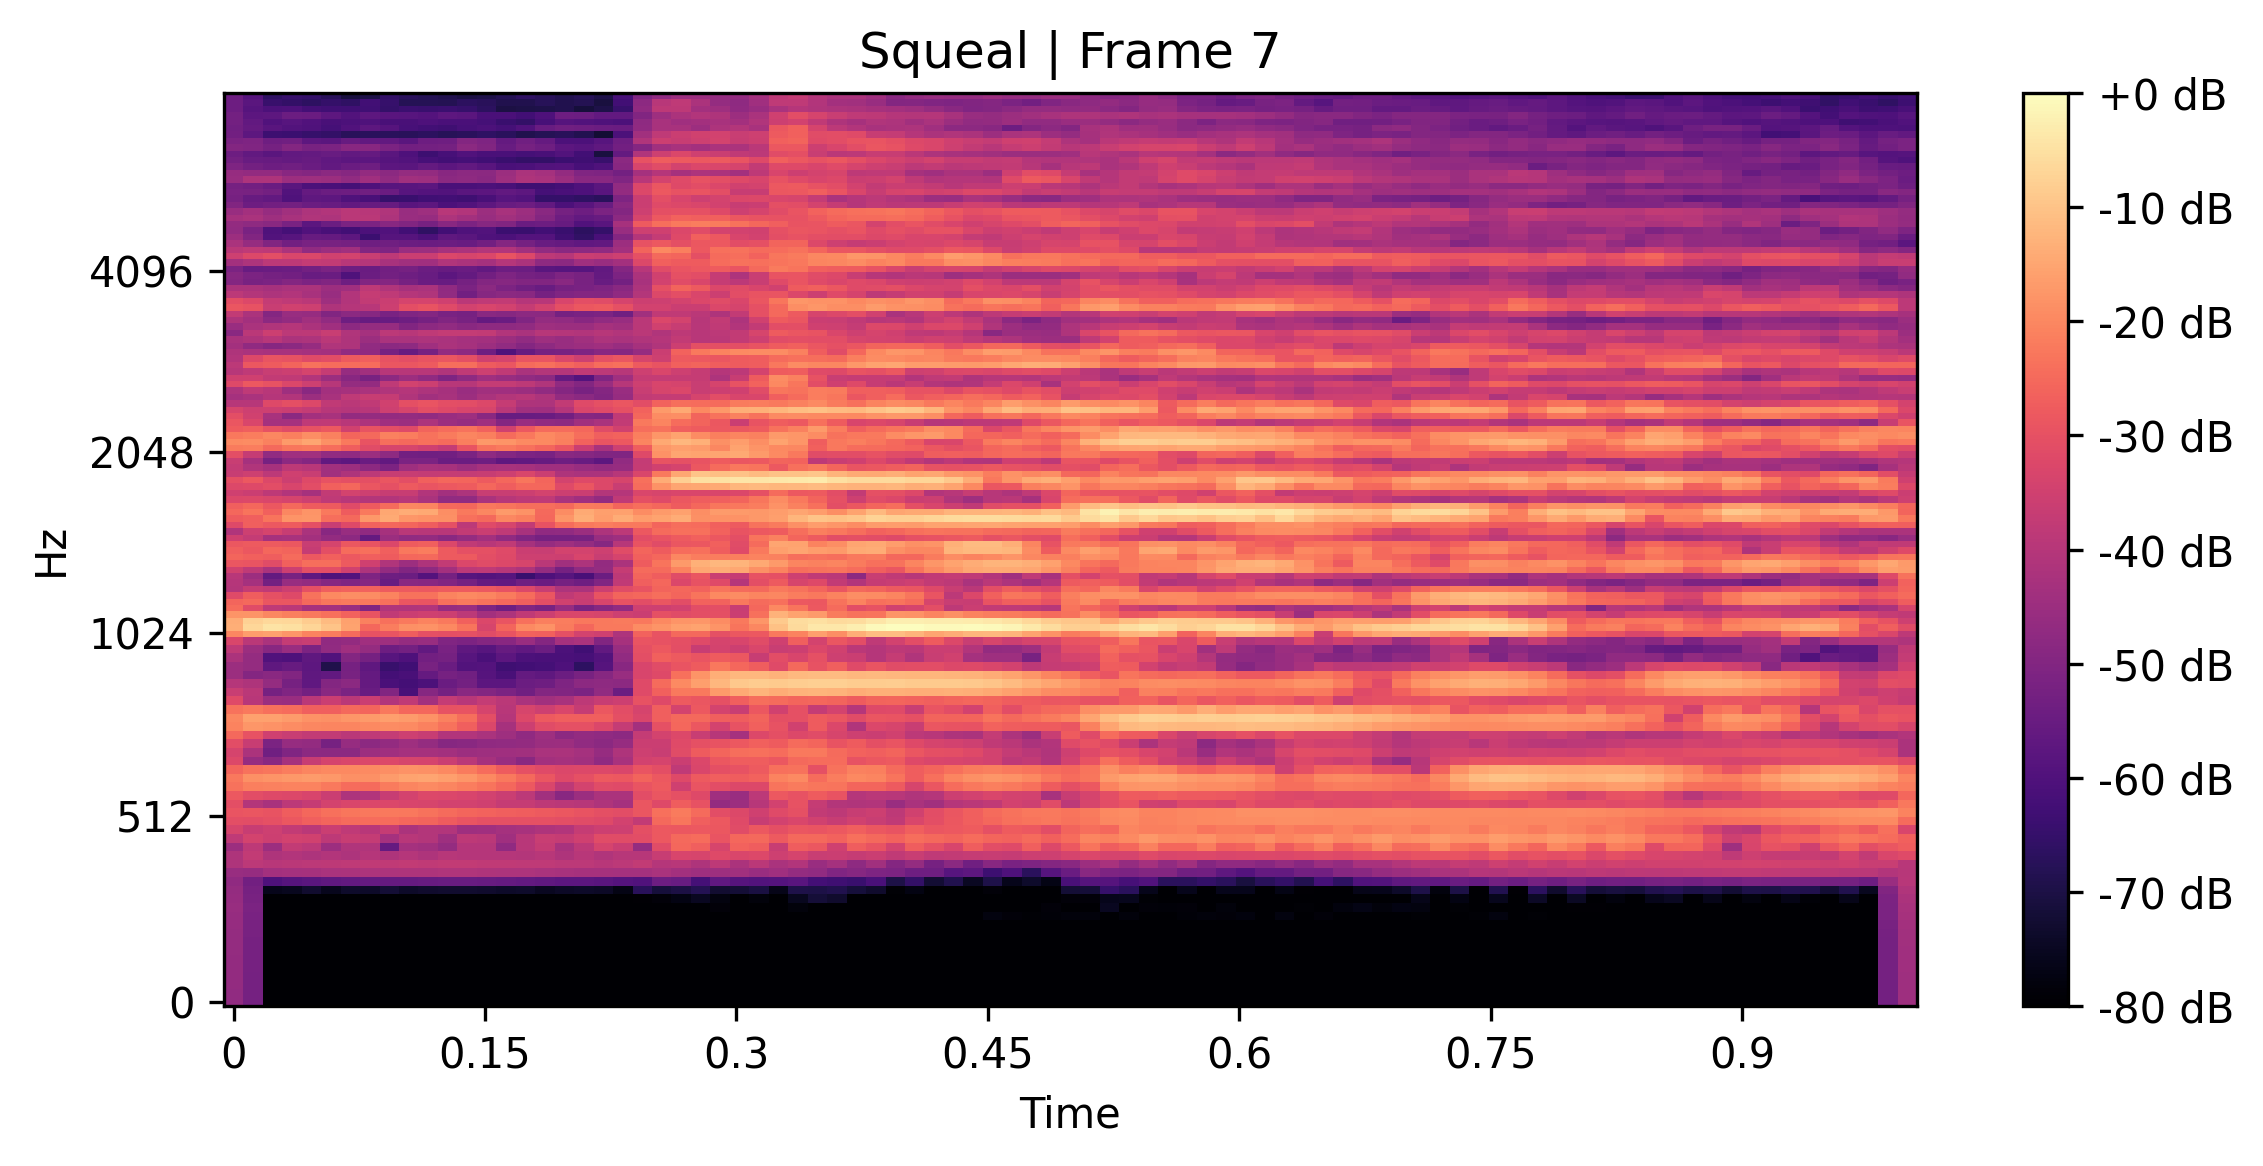 Squeal | Frame 7
+0 dB
-10 dB
-20 dB
-30 dB
-40 dB
-50 dB
-60 dB
-70 dB
-80 dB
Hz
4096
2048
1024
512
0
0 0.15 0.3 0.45 0.6 0.75 0.9
Time